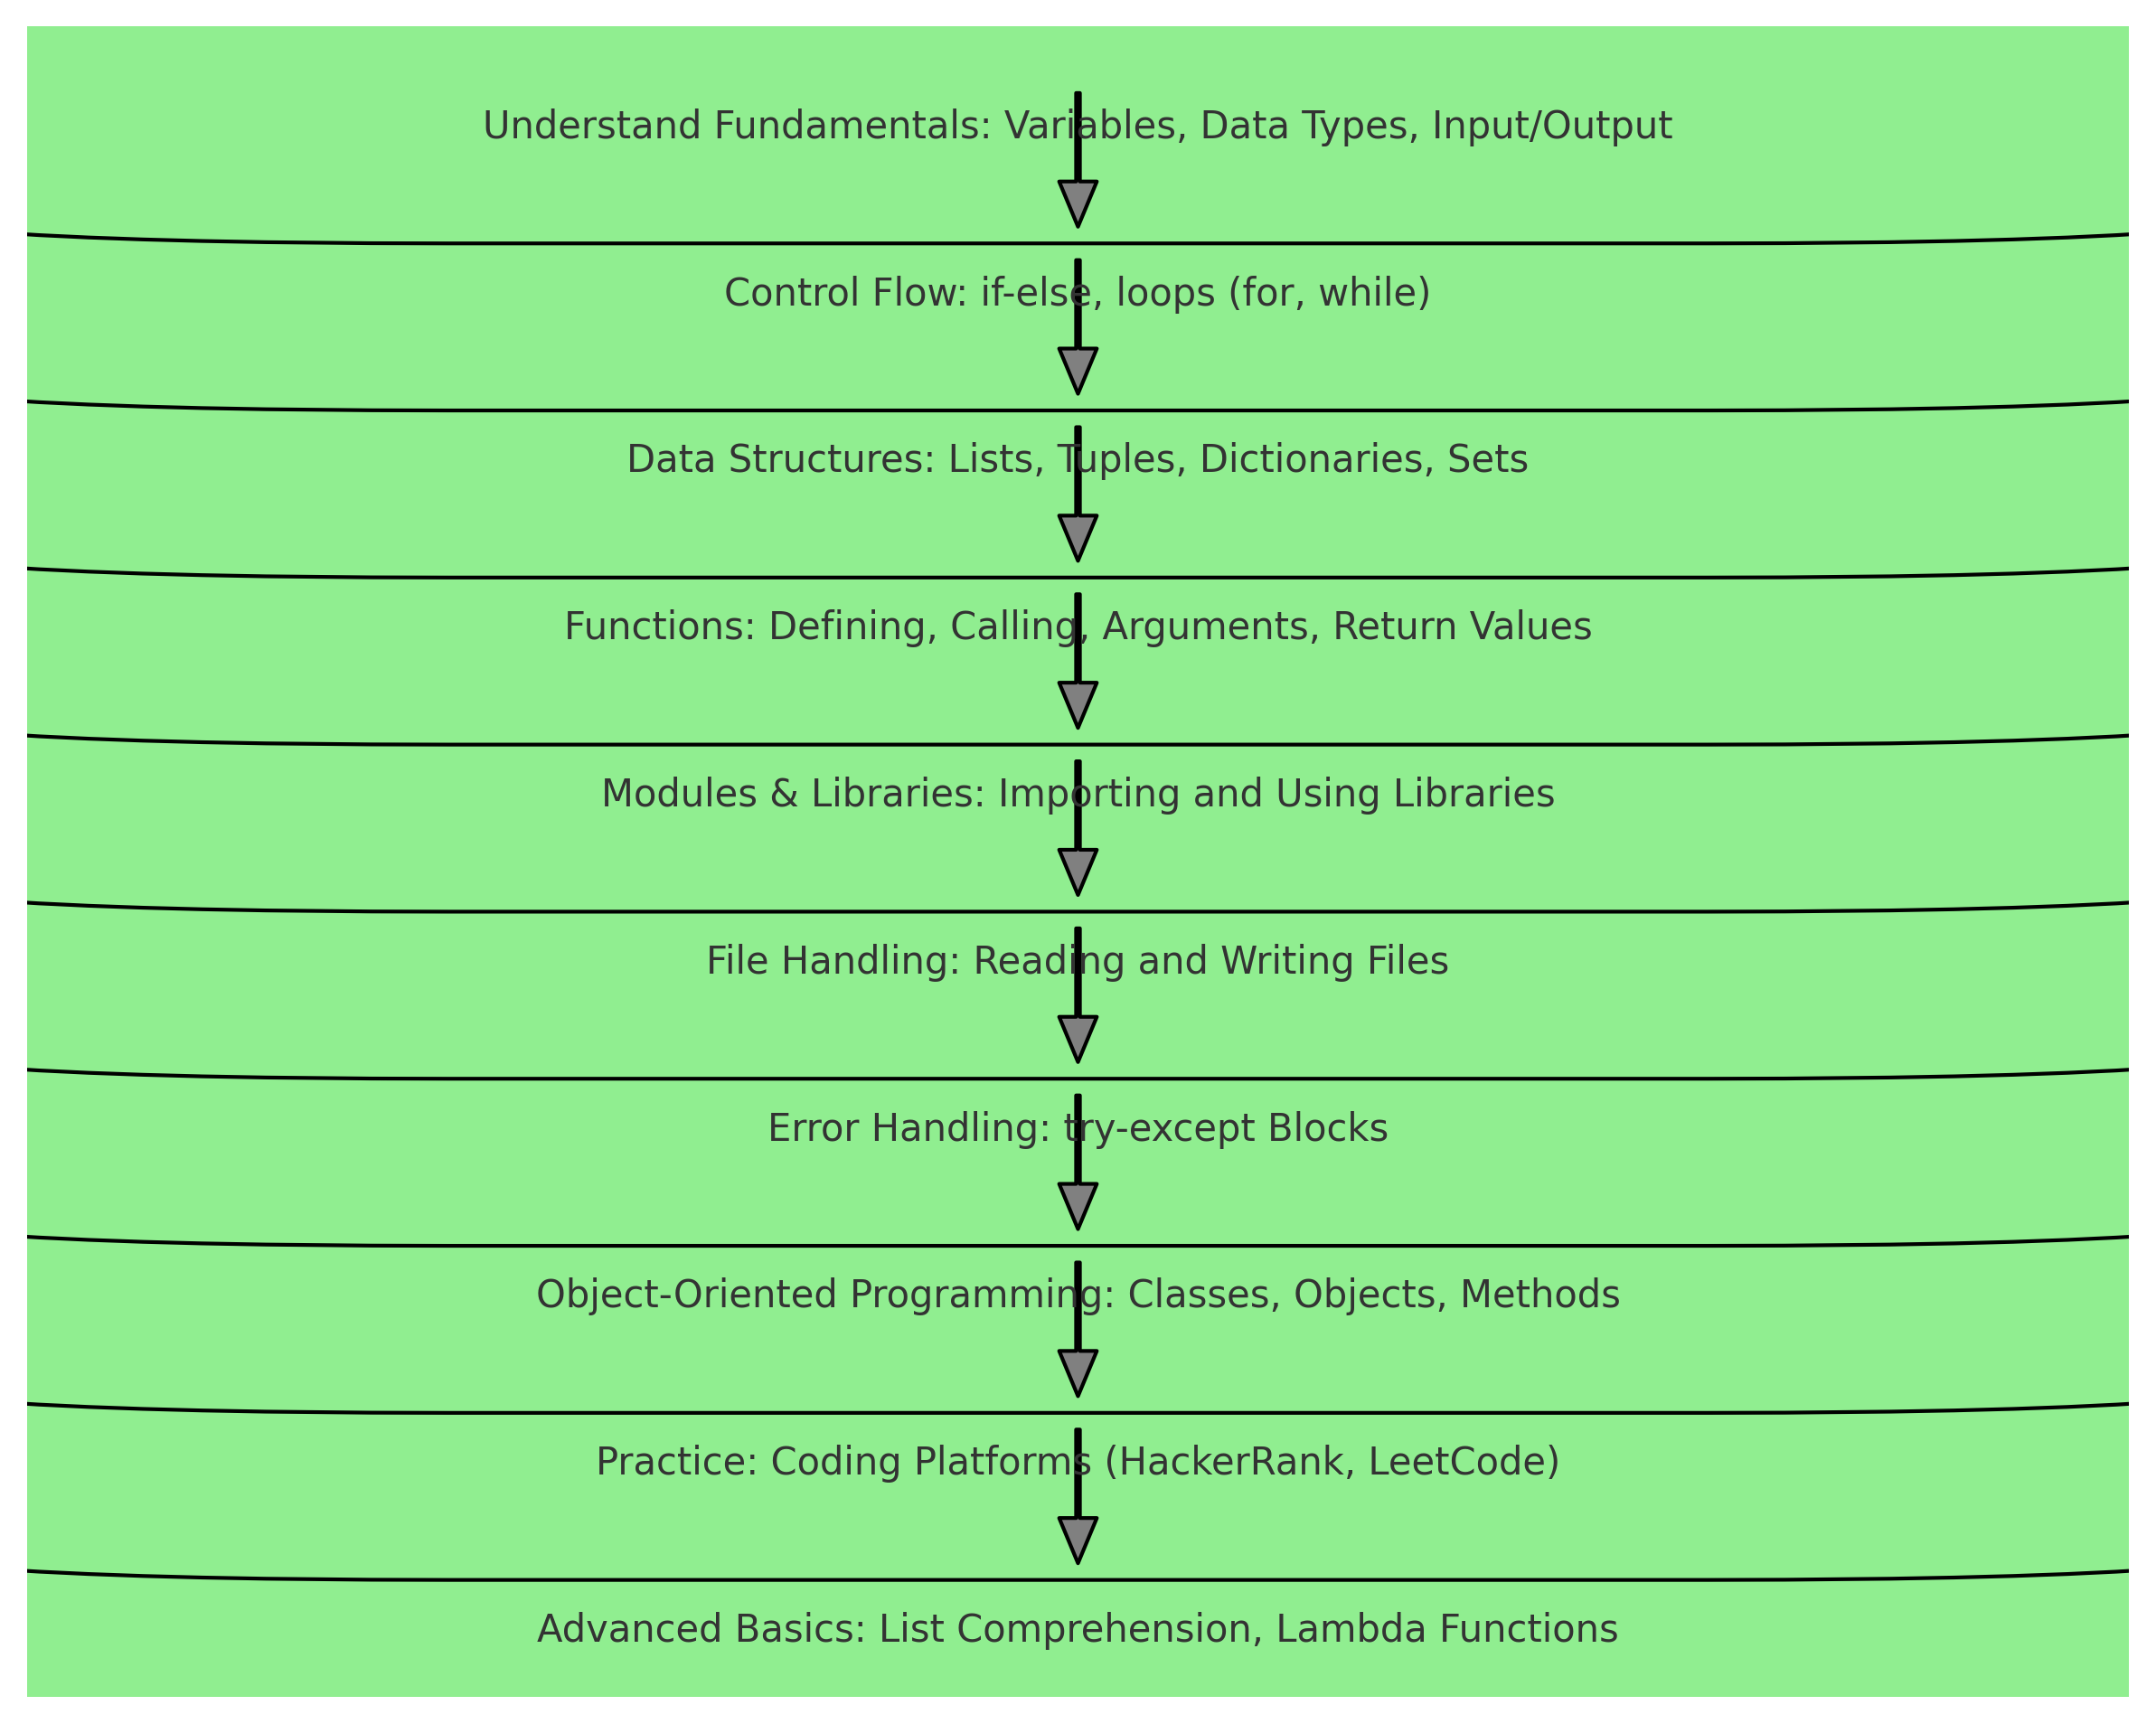 Understand Fundamentals: Variables, Data Types, Input/Output
Control Flow: if-else, loops (for, while)
Data Structures: Lists, Tuples, Dictionaries, Sets
Functions: Defining, Calling, Arguments, Return Values
Modules & Libraries: Importing and Using Libraries
File Handling: Reading and Writing Files
Error Handling: try-except Blocks
Object-Oriented Programming: Classes, Objects, Methods
Practice: Coding Platforms (HackerRank, LeetCode)
Advanced Basics: List Comprehension, Lambda Functions